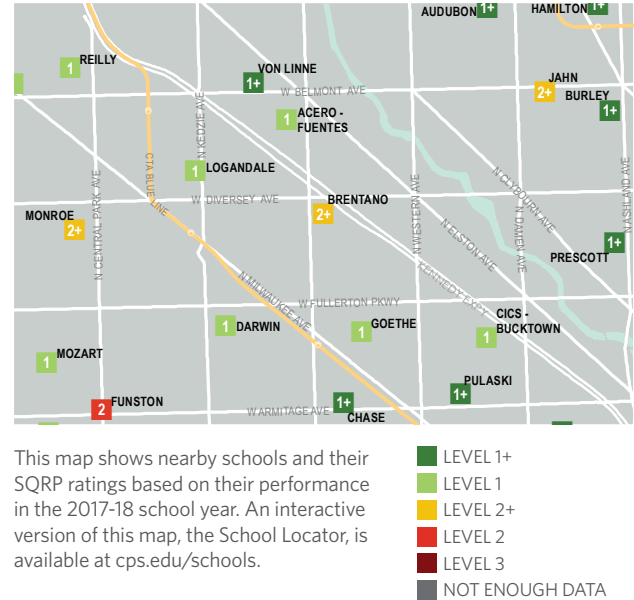 AUDUBON
1+
HAMILTON
1+
REILLY
1
VON LINNE
1+
W BELMONT AVE
JAHN
2+
BURLEY
1+
ACERO -
FUENTES
1
N KEDZIE AVE
CTA BLUE LINE
LOGANDALE
1
N CENTRAL PARK AVE
W DIVERSEY AVE
BRENTANO
2+
MONROE
2+
N WESTERN AVE
N CLYBOURN AVE
N ELSTON AVE
N DAMEN AVE
N ASHLAND AVE
KENNEDY EXPY
PRESCOTT
1+
N MILWAUKEE AVE
W FULLERTON PKWY
1
DARWIN
1
GOETHE
CICS -
BUCKTOWN
1
MOZART
1
PULASKI
1+
FUNSTON
2
W ARMITAGE AVE
1+
CHASE
This map shows nearby schools and their
SQRP ratings based on their performance
in the 2017-18 school year. An interactive
version of this map, the School Locator, is
available at cps.edu/schools.
LEVEL 1+
LEVEL 1
LEVEL 2+
LEVEL 2
LEVEL 3
NOT ENOUGH DATA